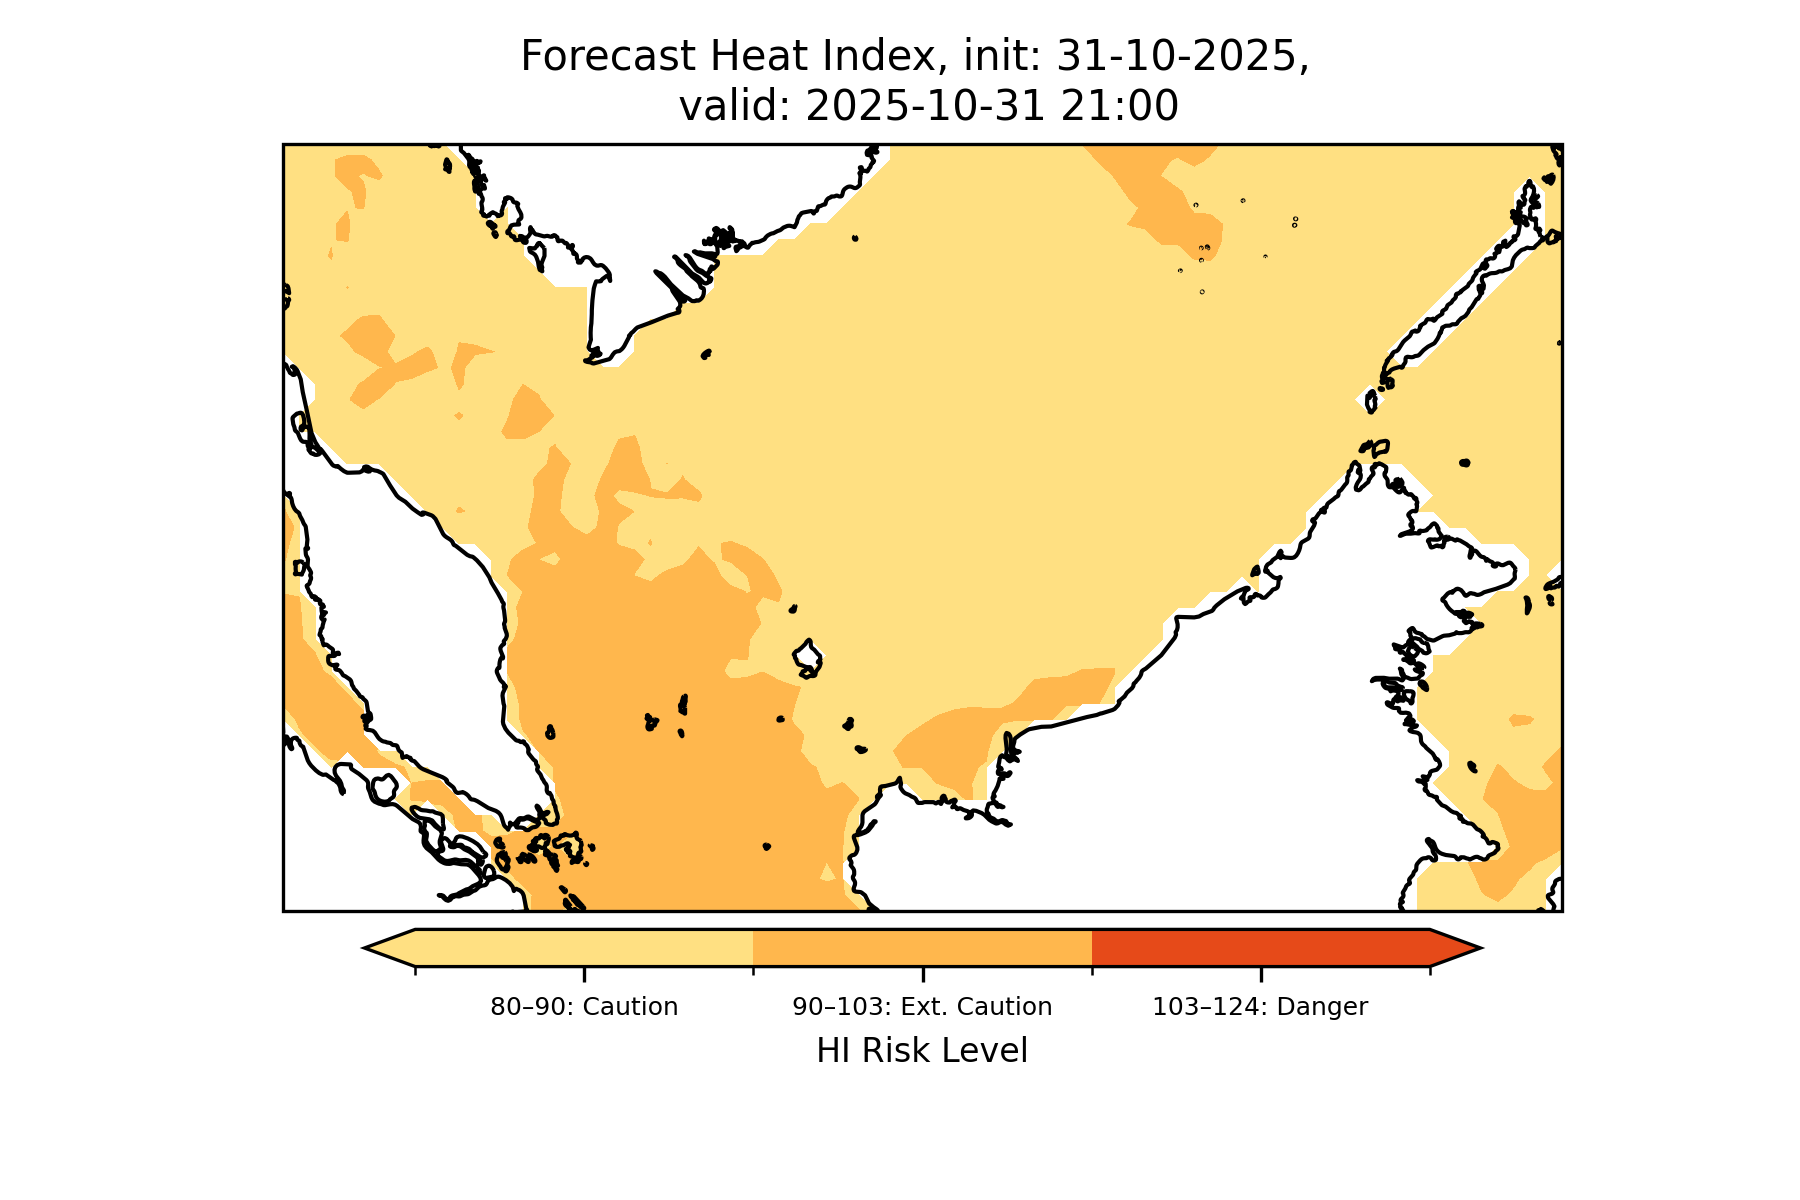 Forecast Heat Index, init: 31-10-2025,
valid: 2025-10-31 21:00
80–90: Caution
90–103: Ext. Caution
103–124: Danger
HI Risk Level